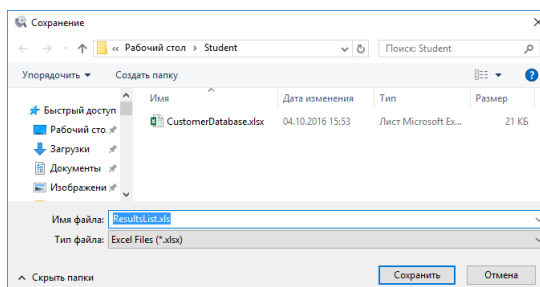 Сохранение
« Рабочий стол › Student
Поиск: Student
Упорядочить
Создать папку
Имя
Дата изменения
Тип
Размер
Быстрый доступ
CustomerDatabase.xlsx
04.10.2016 15:53
Лист Microsoft Ex...
21 КБ
Рабочий сто.
Загрузки
Документы
Изображени
Имя файла: ResultsList.xls
Тип файла: Excel Files (*.xlsx)
Скрыть папки
Сохранить
Отмена